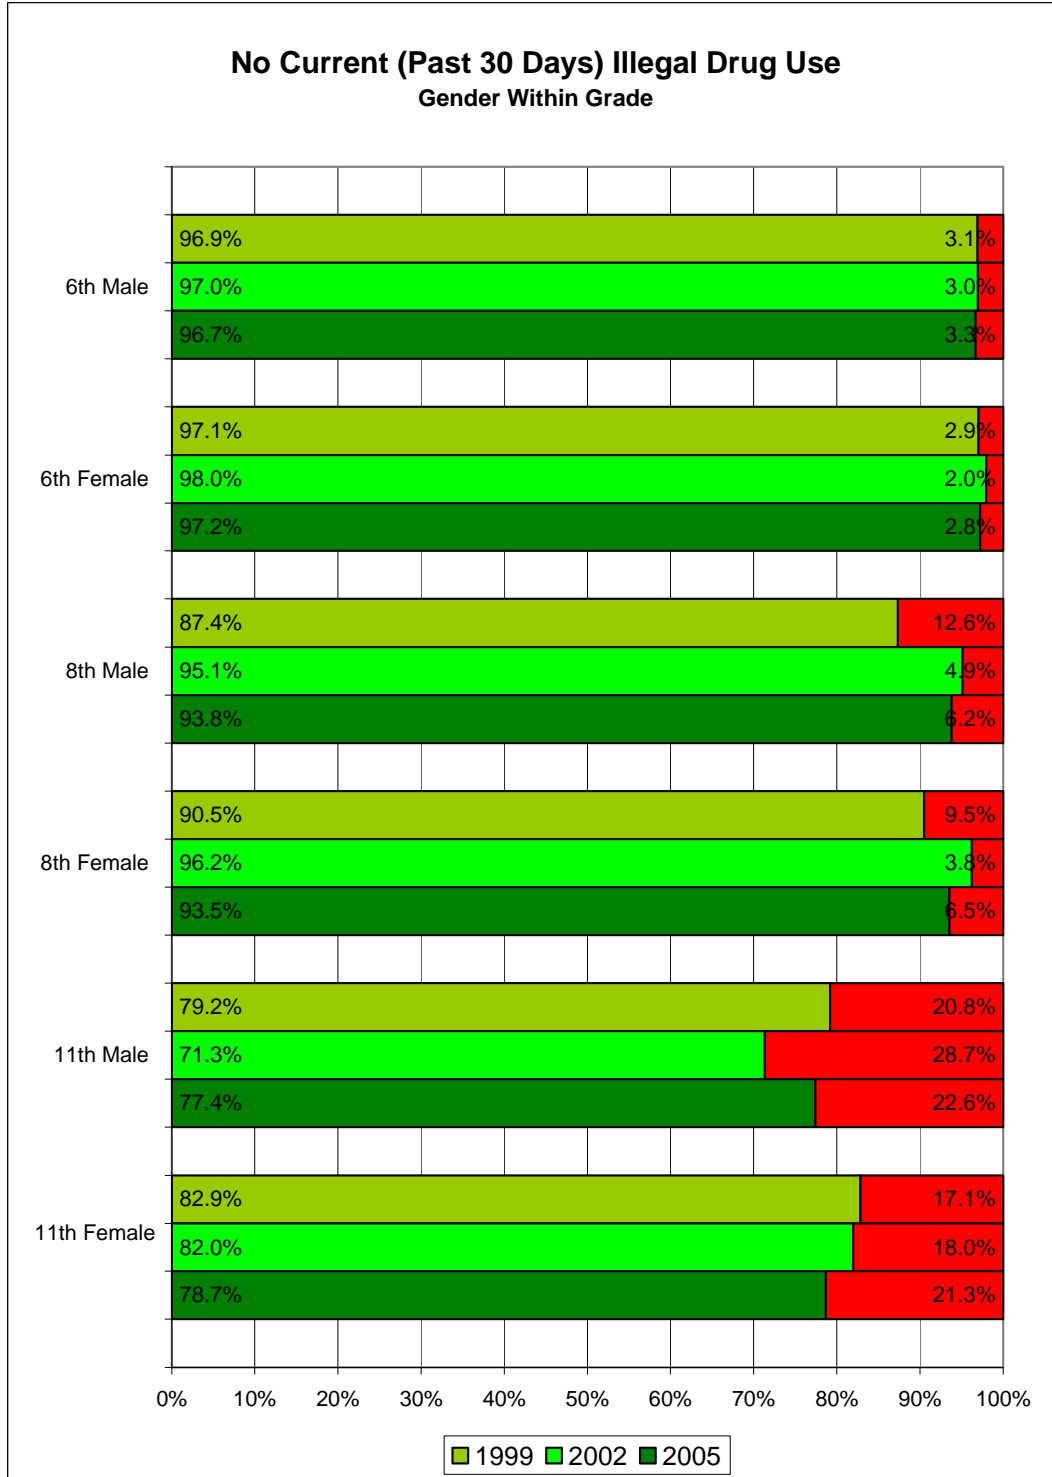 No Current (Past 30 Days) Illegal Drug Use
Gender Within Grade
96.9% 3.1%
6th Male 97.0% 3.0%
96.7% 3.3%
97.1% 2.9%
6th Female 98.0% 2.0%
97.2% 2.8%
87.4% 12.6%
8th Male 95.1% 4.9%
93.8% 6.2%
90.5% 9.5%
8th Female 96.2% 3.8%
93.5% 6.5%
79.2% 20.8%
11th Male 71.3% 28.7%
77.4% 22.6%
82.9% 17.1%
11th Female 82.0% 18.0%
78.7% 21.3%
0% 10% 20% 30% 40% 50% 60% 70% 80% 90% 100%
1999 2002 2005